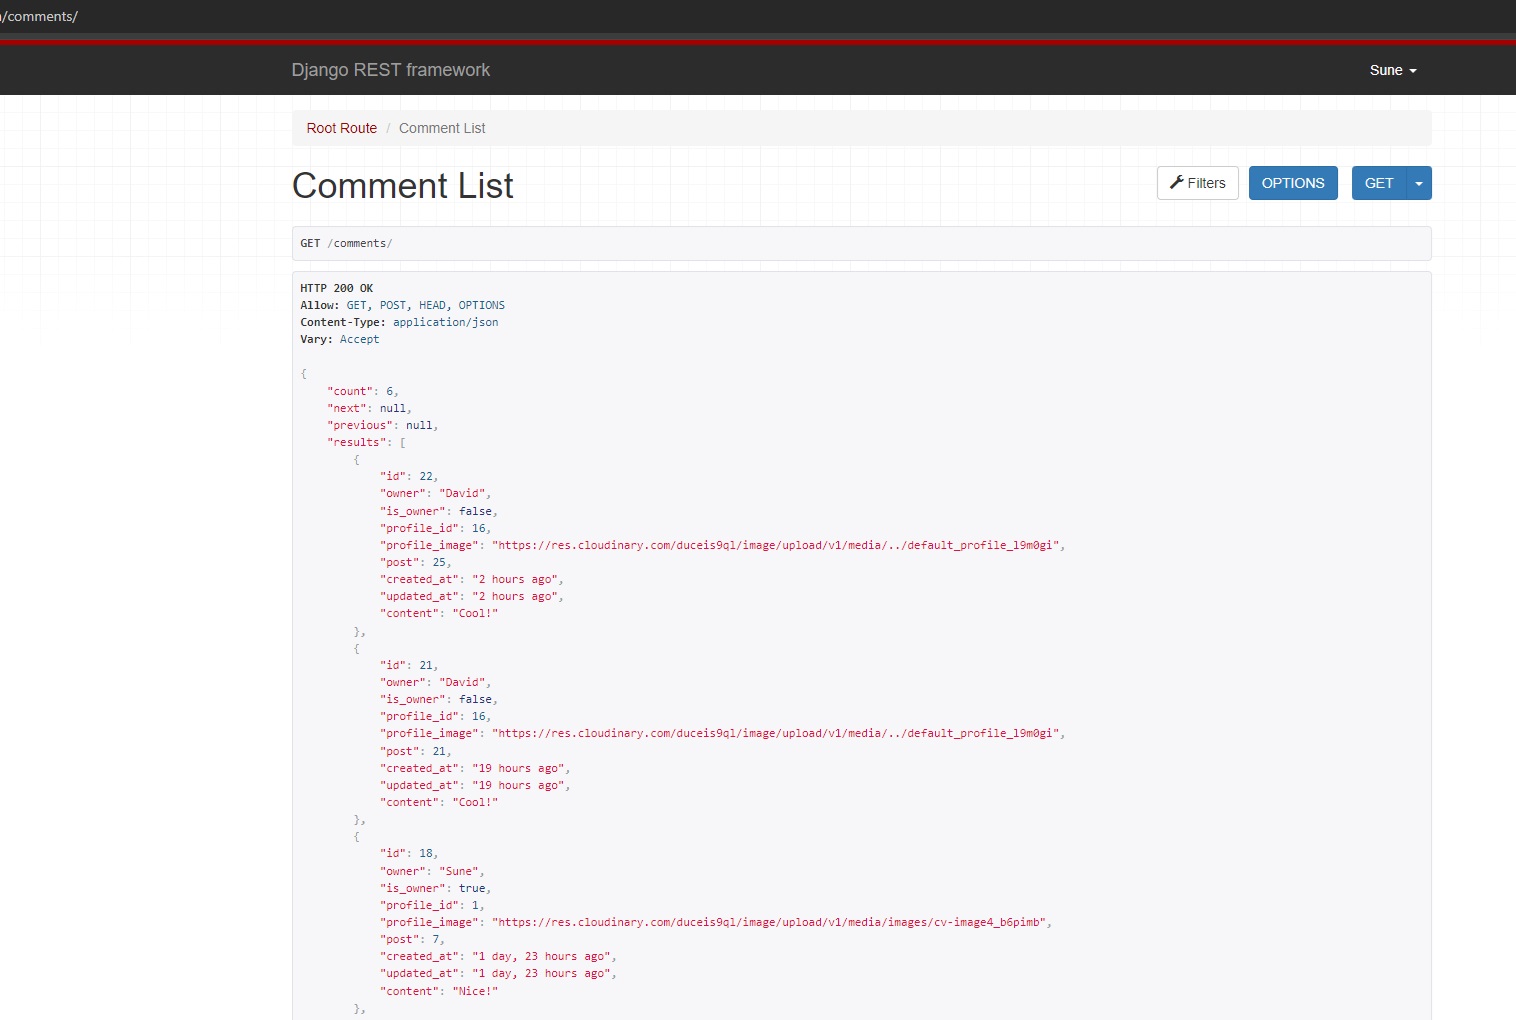 /comments/
Django REST framework
Sune
Root Route / Comment List
Comment List
Filters
OPTIONS
GET
GET /comments/
HTTP 200 OK
Allow: GET, POST, HEAD, OPTIONS
Content-Type: application/json
Vary: Accept
{
"count": 6,
"next": null,
"previous": null,
"results": [
{
"id": 22,
"owner": "David",
"is_owner": false,
"profile_id": 16,
"profile_image": "https://res.cloudinary.com/duceis9ql/image/upload/v1/media/../default_profile_l9m0gi",
"post": 25,
"created_at": "2 hours ago",
"updated_at": "2 hours ago",
"content": "Cool!"
},
{
"id": 21,
"owner": "David",
"is_owner": false,
"profile_id": 16,
"profile_image": "https://res.cloudinary.com/duceis9ql/image/upload/v1/media/../default_profile_l9m0gi",
"post": 21,
"created_at": "19 hours ago",
"updated_at": "19 hours ago",
"content": "Cool!"
},
{
"id": 18,
"owner": "Sune",
"is_owner": true,
"profile_id": 1,
"profile_image": "https://res.cloudinary.com/duceis9ql/image/upload/v1/media/images/cv-image4_b6pimb",
"post": 7,
"created_at": "1 day, 23 hours ago",
"updated_at": "1 day, 23 hours ago",
"content": "Nice!"
},